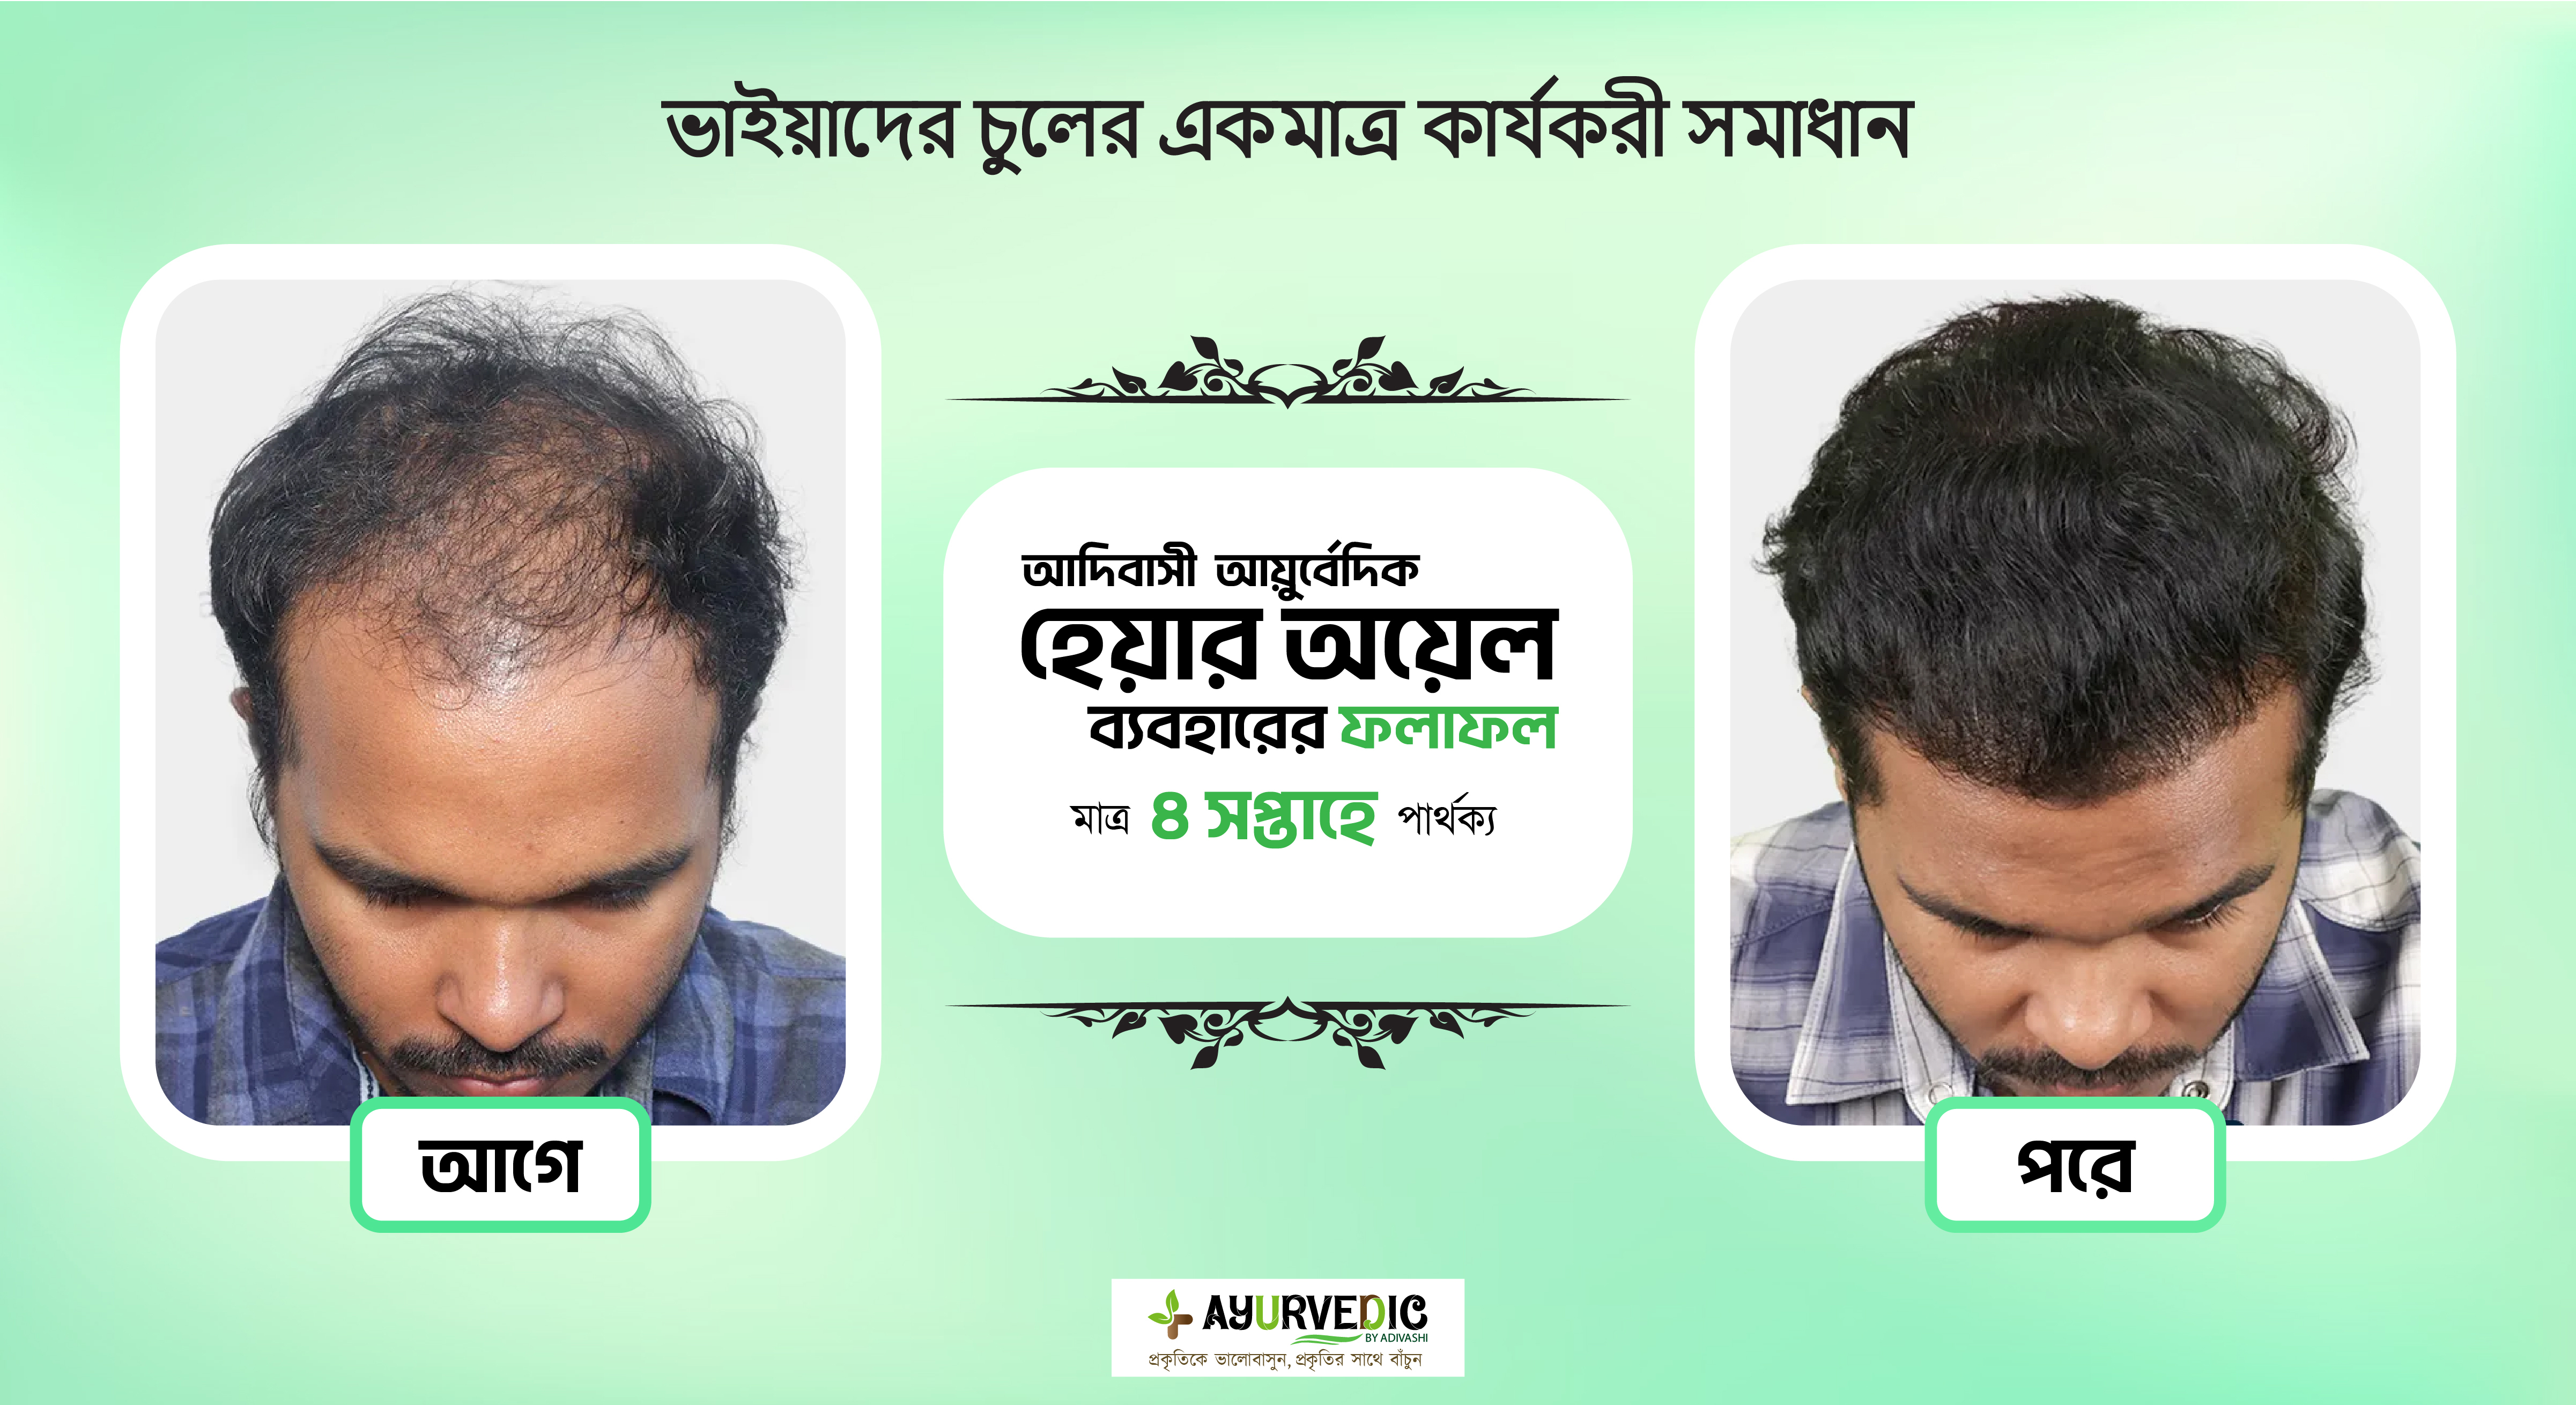 ভাইয়াদের চুলের একমাত্র কার্যকরী সমাধান
আদিবাসী আয়ুর্বেদিক
হেয়ার অয়েল
ব্যবহারের ফলাফল
মাত্র ৪ সপ্তাহে পার্থক্য
আগে
পরে
AYURVEDIC
BY ADIVASHI
প্রকৃতিকে ভালোবাসুন, প্রকৃতির সাথে বাঁচুন